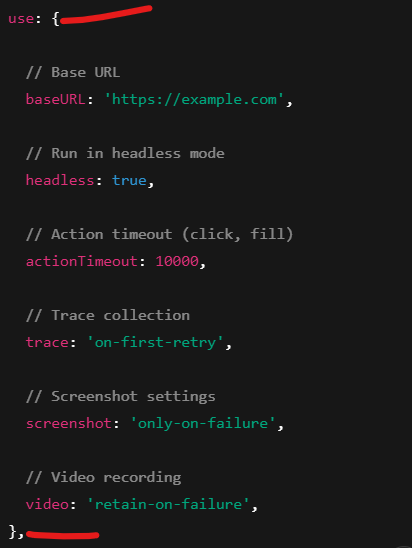 use: {
// Base URL
baseURL: 'https://example.com',
// Run in headless mode
headless: true,
// Action timeout (click, fill)
actionTimeout: 10000,
// Trace collection
trace: 'on-first-retry',
// Screenshot settings
screenshot: 'only-on-failure',
// Video recording
video: 'retain-on-failure',
},